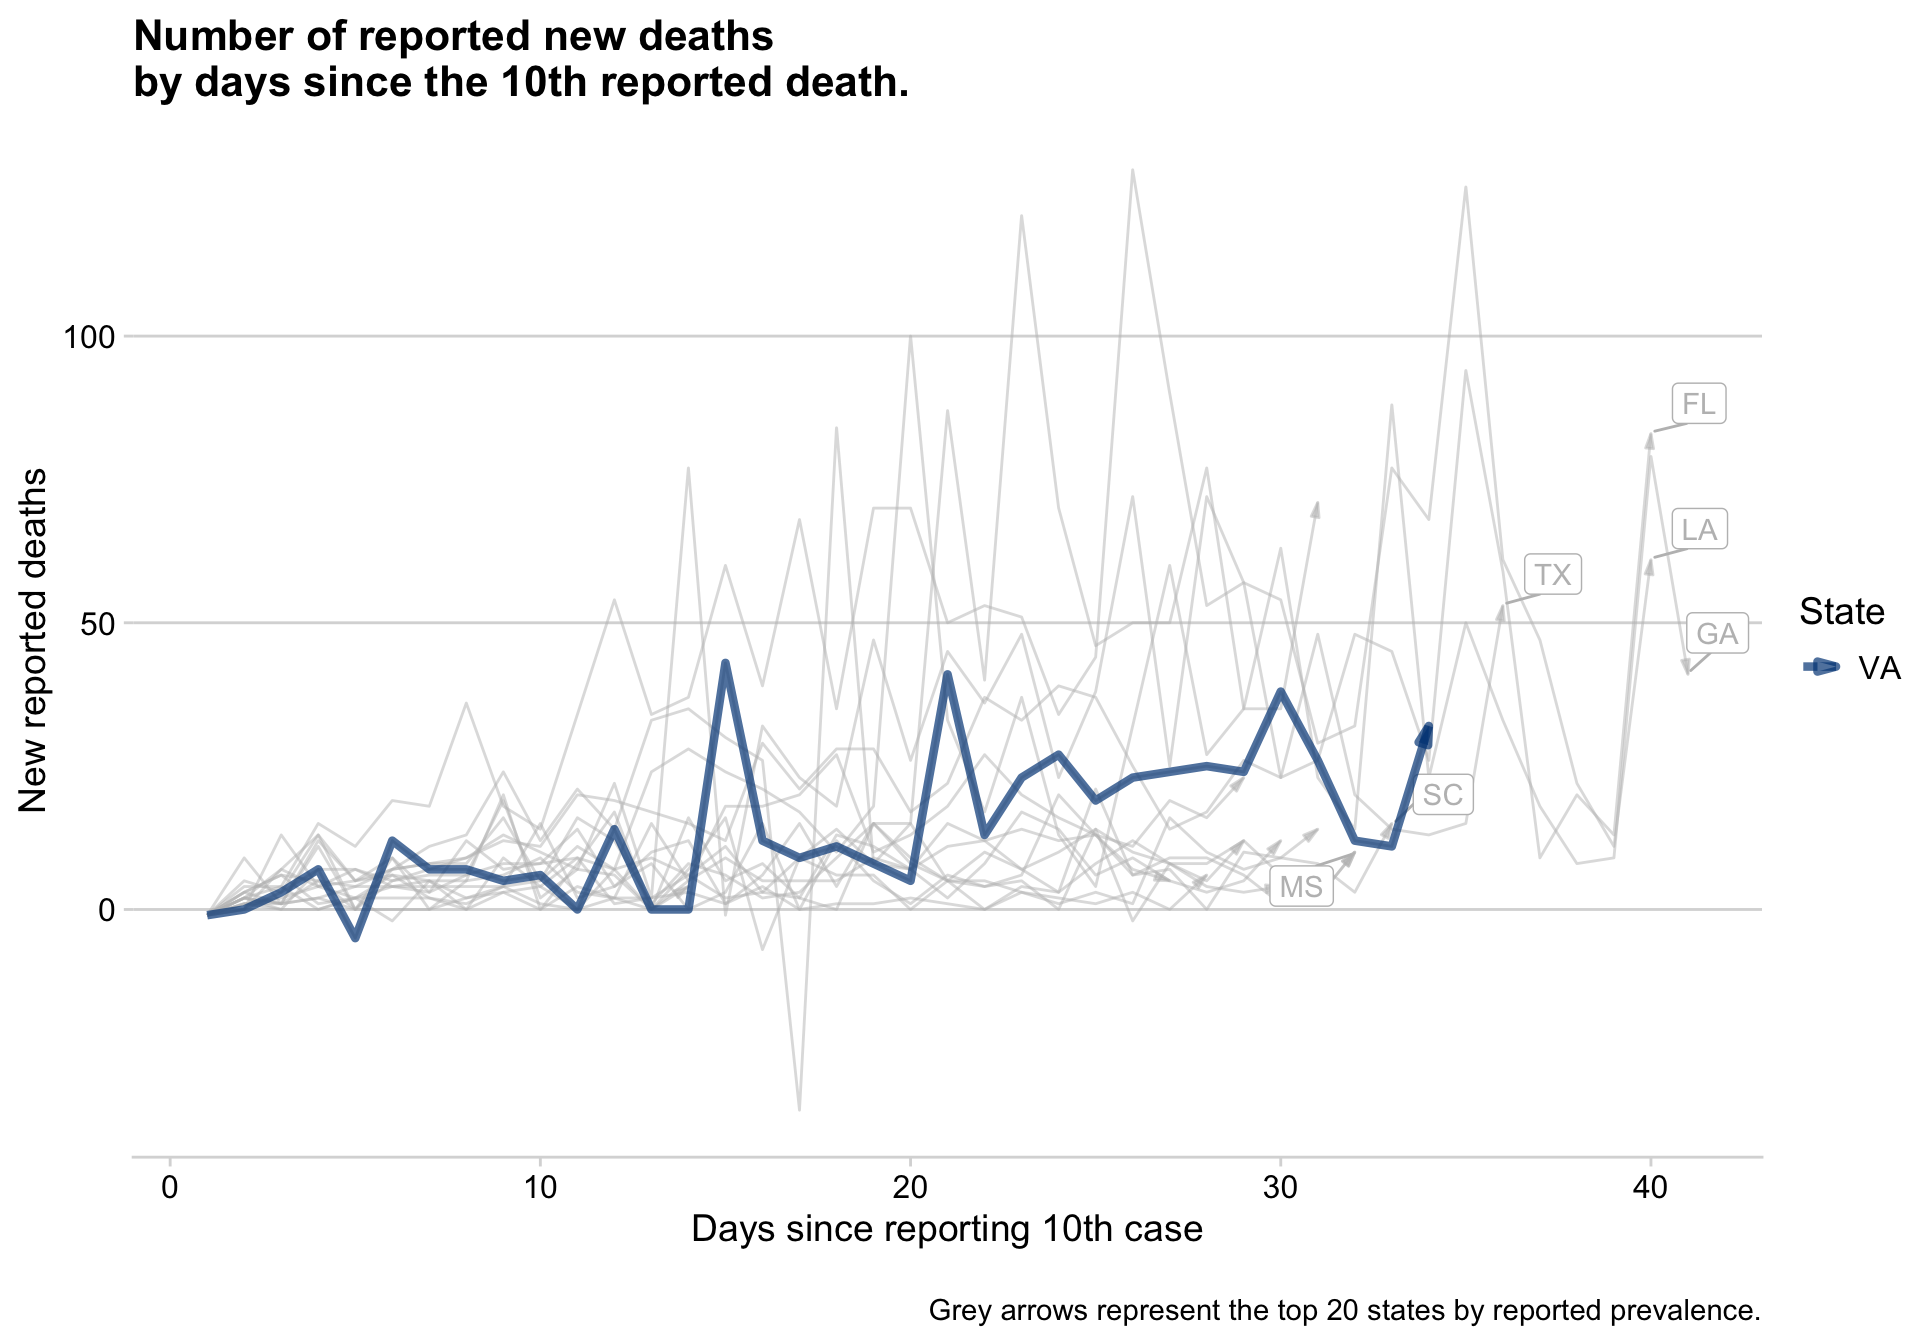 Number of reported new deaths
by days since the 10th reported death.
100
50
0
New reported deaths
FL
LA
TX
GA
SC
MS
State
VA
0 10 20 30 40
Days since reporting 10th case
Grey arrows represent the top 20 states by reported prevalence.